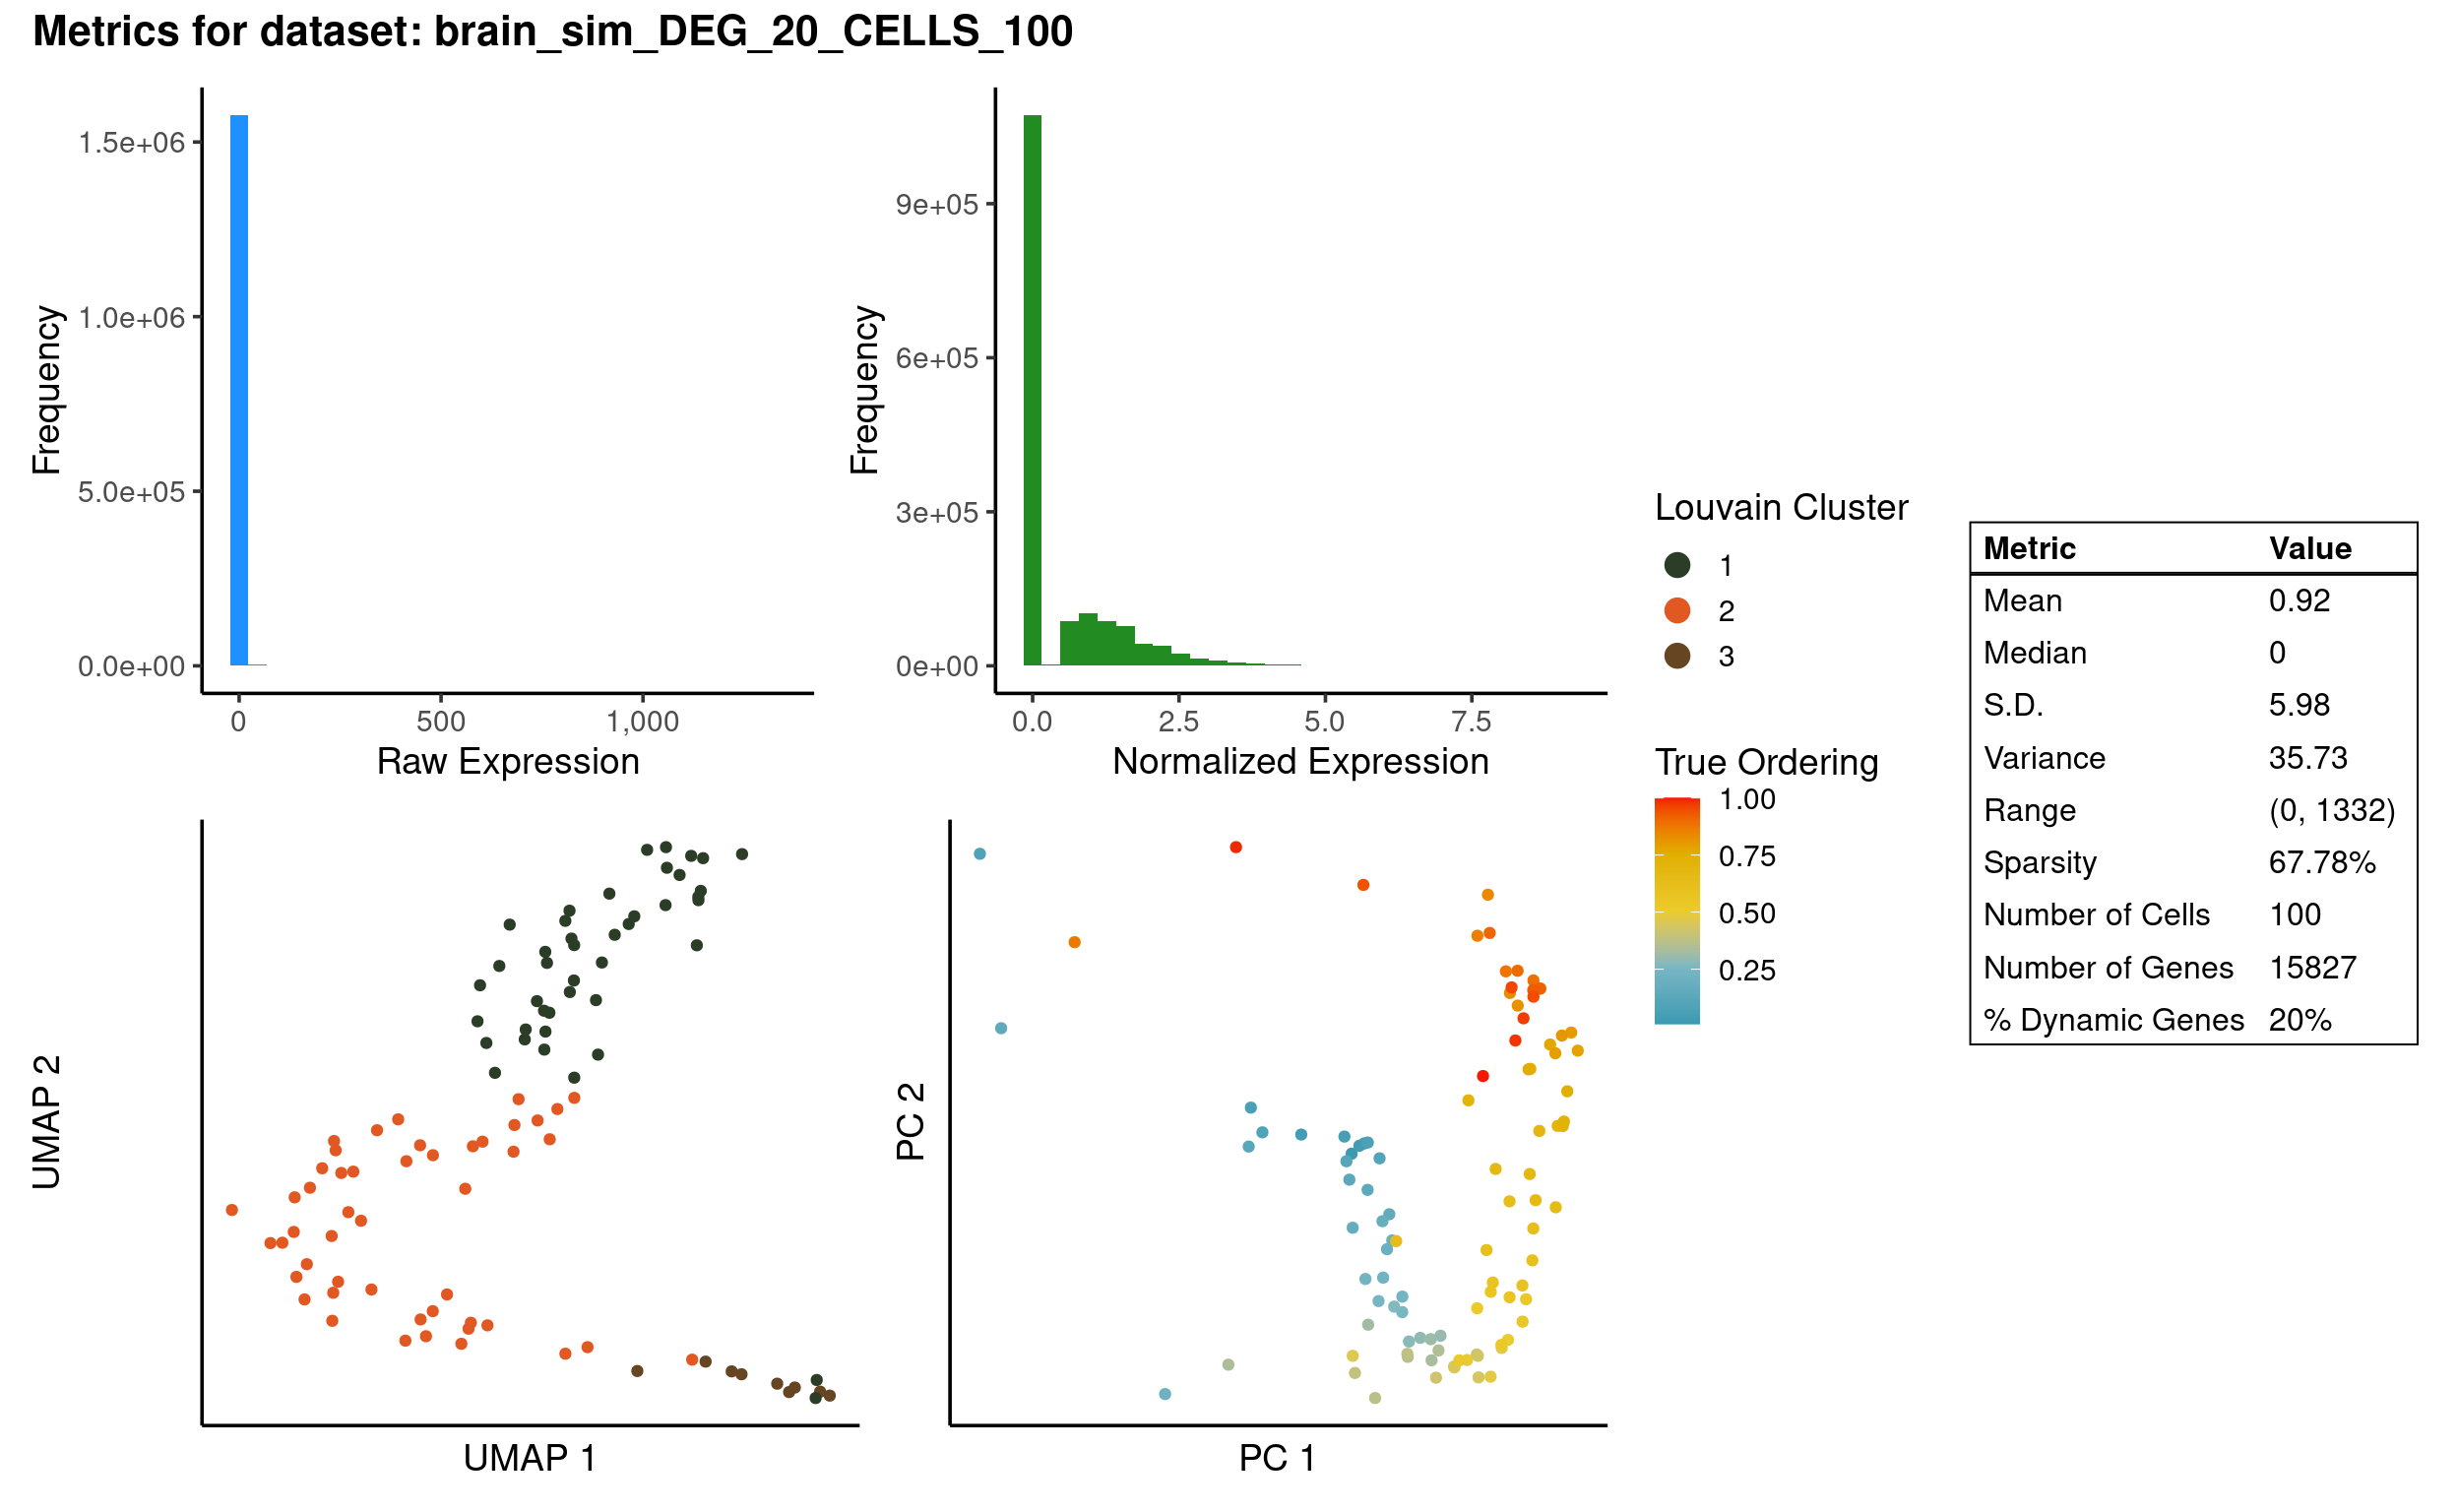 Metrics for dataset: brain_sim_DEG_20_CELLS_100
Frequency
1.5e+06
1.0e+06
5.0e+05
0.0e+00
0
500
1,000
Raw Expression
Frequency
9e+05
6e+05
3e+05
0e+00
0.0
2.5
5.0
7.5
Normalized Expression
UMAP 2
UMAP 1
PC 2
PC 1
Louvain Cluster
1
2
3
True Ordering
1.00
0.75
0.50
0.25
Metric Value
Mean 0.92
Median 0
S.D. 5.98
Variance 35.73
Range (0, 1332)
Sparsity 67.78%
Number of Cells 100
Number of Genes 15827
% Dynamic Genes 20%